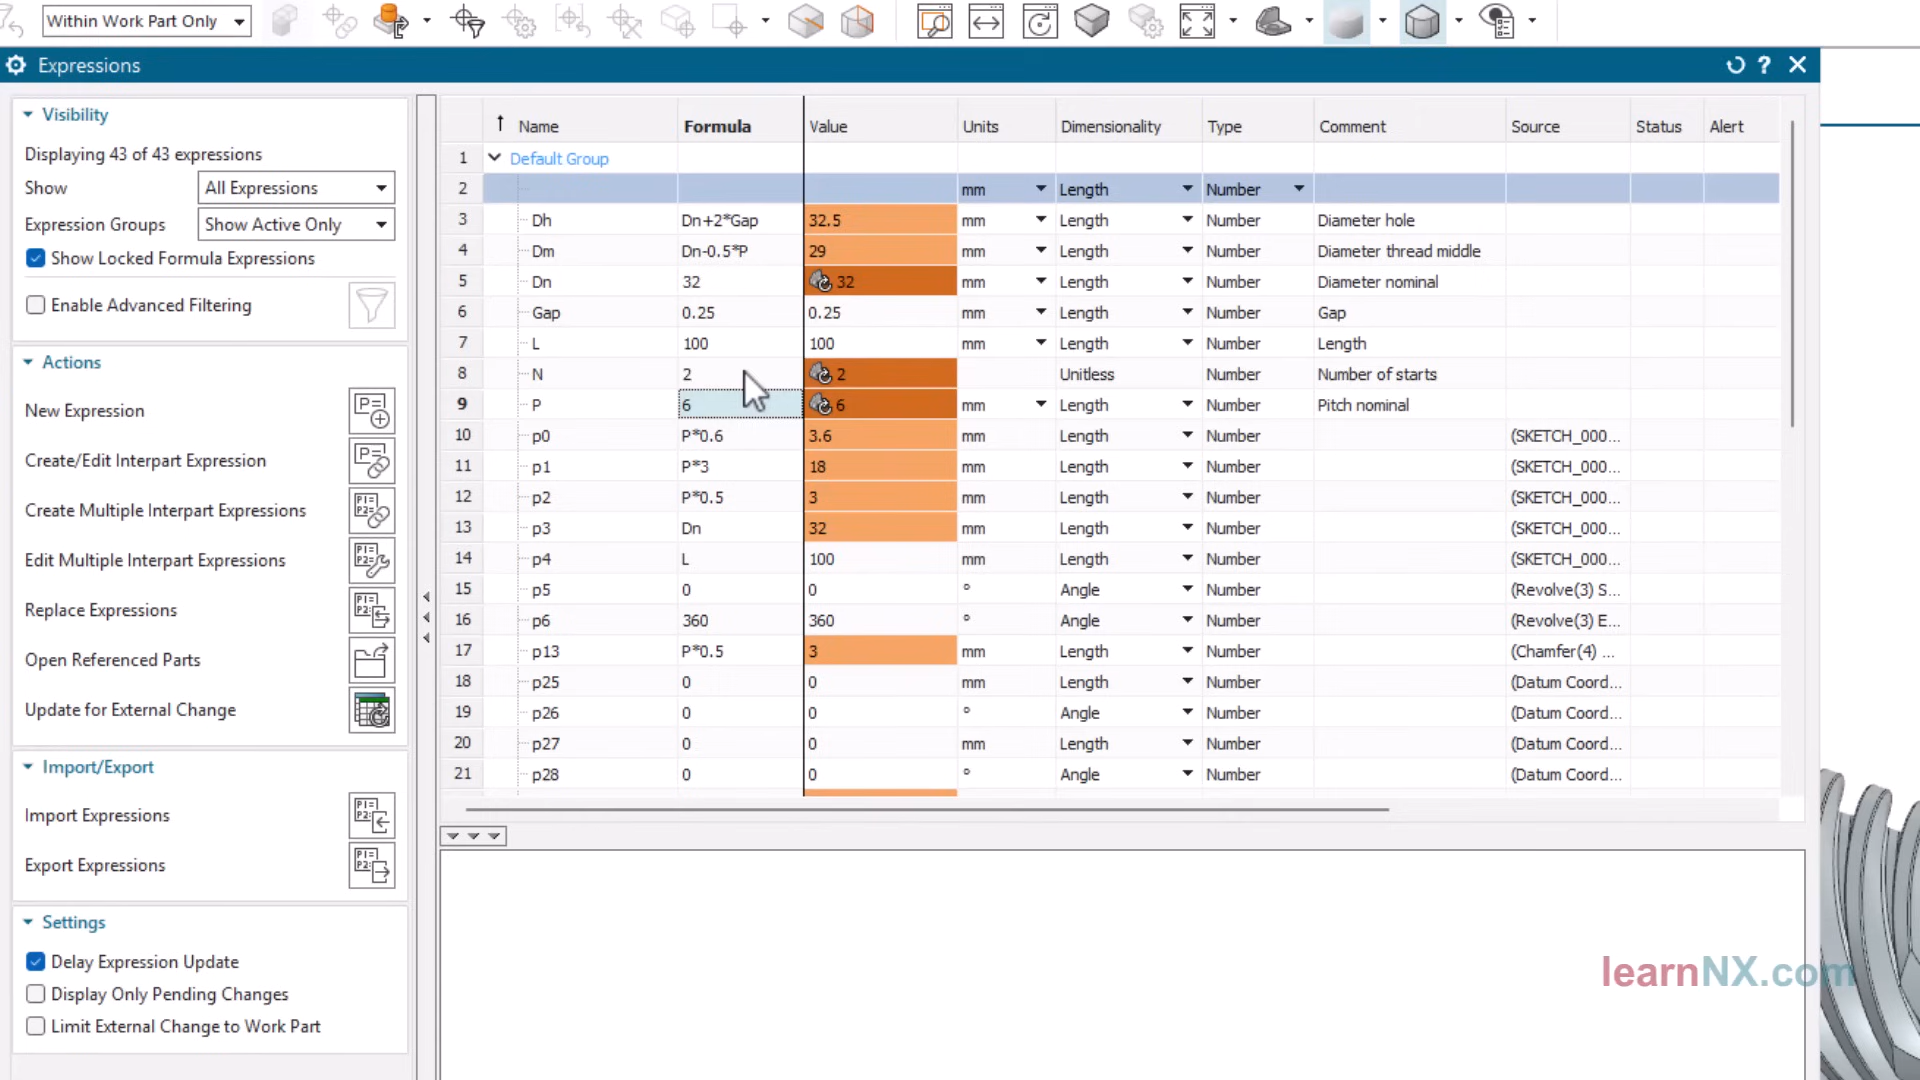 Within Work Part Only
Expressions
Visibility
Displaying 43 of 43 expressions
Show All Expressions
Expression Groups Show Active Only
Show Locked Formula Expressions
Enable Advanced Filtering
Actions
New Expression
Create/Edit Interpart Expression
Create Multiple Interpart Expressions
Edit Multiple Interpart Expressions
Replace Expressions
Open Referenced Parts
Update for External Change
Import/Export
Import Expressions
Export Expressions
Settings
Delay Expression Update
Display Only Pending Changes
Limit External Change to Work Part
↑ Name Formula Value Units Dimensionality Type Comment Source Status Alert
1 Default Group
2 mm Length Number
3 Dh Dn+2*Gap 32.5 mm Length Number Diameter hole
4 Dm Dn-0.5*P 29 mm Length Number Diameter thread middle
5 Dn 32 32 mm Length Number Diameter nominal
6 Gap 0.25 0.25 mm Length Number Gap
7 L 100 100 mm Length Number Length
8 N 2 2 Unitless Number Number of starts
9 P 6 6 mm Length Number Pitch nominal
10 p0 P*0.6 3.6 mm Length Number (SKETCH_000...
11 p1 P*3 18 mm Length Number (SKETCH_000...
12 p2 P*0.5 3 mm Length Number (SKETCH_000...
13 p3 Dn 32 mm Length Number (SKETCH_000...
14 p4 L 100 mm Length Number (SKETCH_000...
15 p5 0 0 ° Angle Number (Revolve(3) S...
16 p6 360 360 ° Angle Number (Revolve(3) E...
17 p13 P*0.5 3 mm Length Number (Chamfer(4) ...
18 p25 0 0 mm Length Number (Datum Coord...
19 p26 0 0 ° Angle Number (Datum Coord...
20 p27 0 0 mm Length Number (Datum Coord...
21 p28 0 0 ° Angle Number (Datum Coord...
learnNX.com